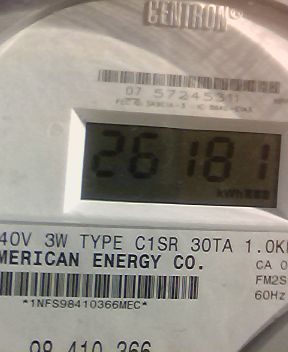 CENTRON®
07 57245311
26181
kWh
40V 3W TYPE C1SR 30TA 1.0K
MERICAN ENERGY CO.
CA 0
FM2S
60Hz
*1NFS98410366MEC*
98 410 366